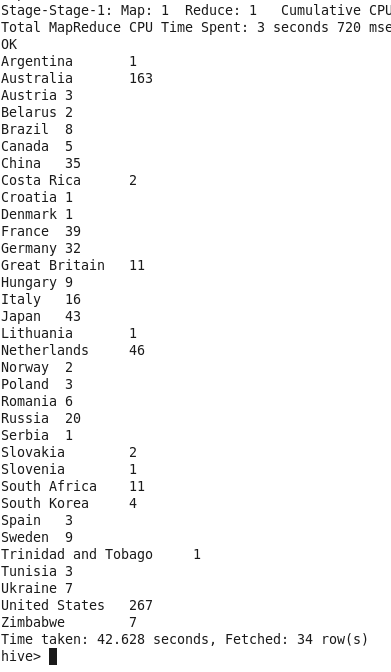 Stage-Stage-1: Map: 1  Reduce: 1   Cumulative CPU
Total MapReduce CPU Time Spent: 3 seconds 720 mse
OK
Argentina	1
Australia	163
Austria	3
Belarus	2
Brazil	8
Canada	5
China	35
Costa Rica	2
Croatia	1
Denmark	1
France	39
Germany	32
Great Britain	11
Hungary	9
Italy	16
Japan	43
Lithuania	1
Netherlands	46
Norway	2
Poland	3
Romania	6
Russia	20
Serbia	1
Slovakia	2
Slovenia	1
South Africa	11
South Korea	4
Spain	3
Sweden	9
Trinidad and Tobago	1
Tunisia	3
Ukraine	7
United States	267
Zimbabwe	7
Time taken: 42.628 seconds, Fetched: 34 row(s)
hive>